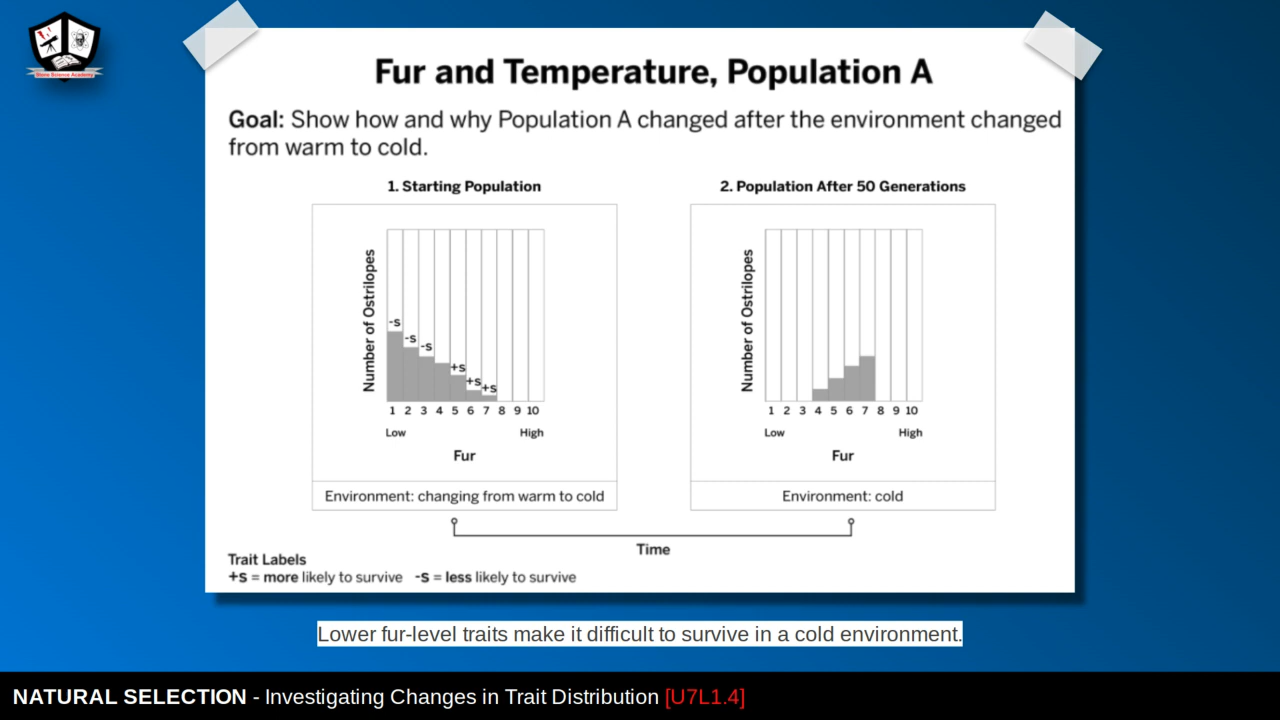 Fur and Temperature, Population A
Goal: Show how and why Population A changed after the environment changed
from warm to cold.
1. Starting Population
Number of Ostrilopes
-s
-s
-s
+s
+s
+s
1 2 3 4 5 6 7 8 9 10
Low High
Fur
Environment: changing from warm to cold
2. Population After 50 Generations
Number of Ostrilopes
1 2 3 4 5 6 7 8 9 10
Low High
Fur
Environment: cold
Time
Trait Labels
+s = more likely to survive -s = less likely to survive
Lower fur-level traits make it difficult to survive in a cold environment.
NATURAL SELECTION - Investigating Changes in Trait Distribution [U7L1.4]